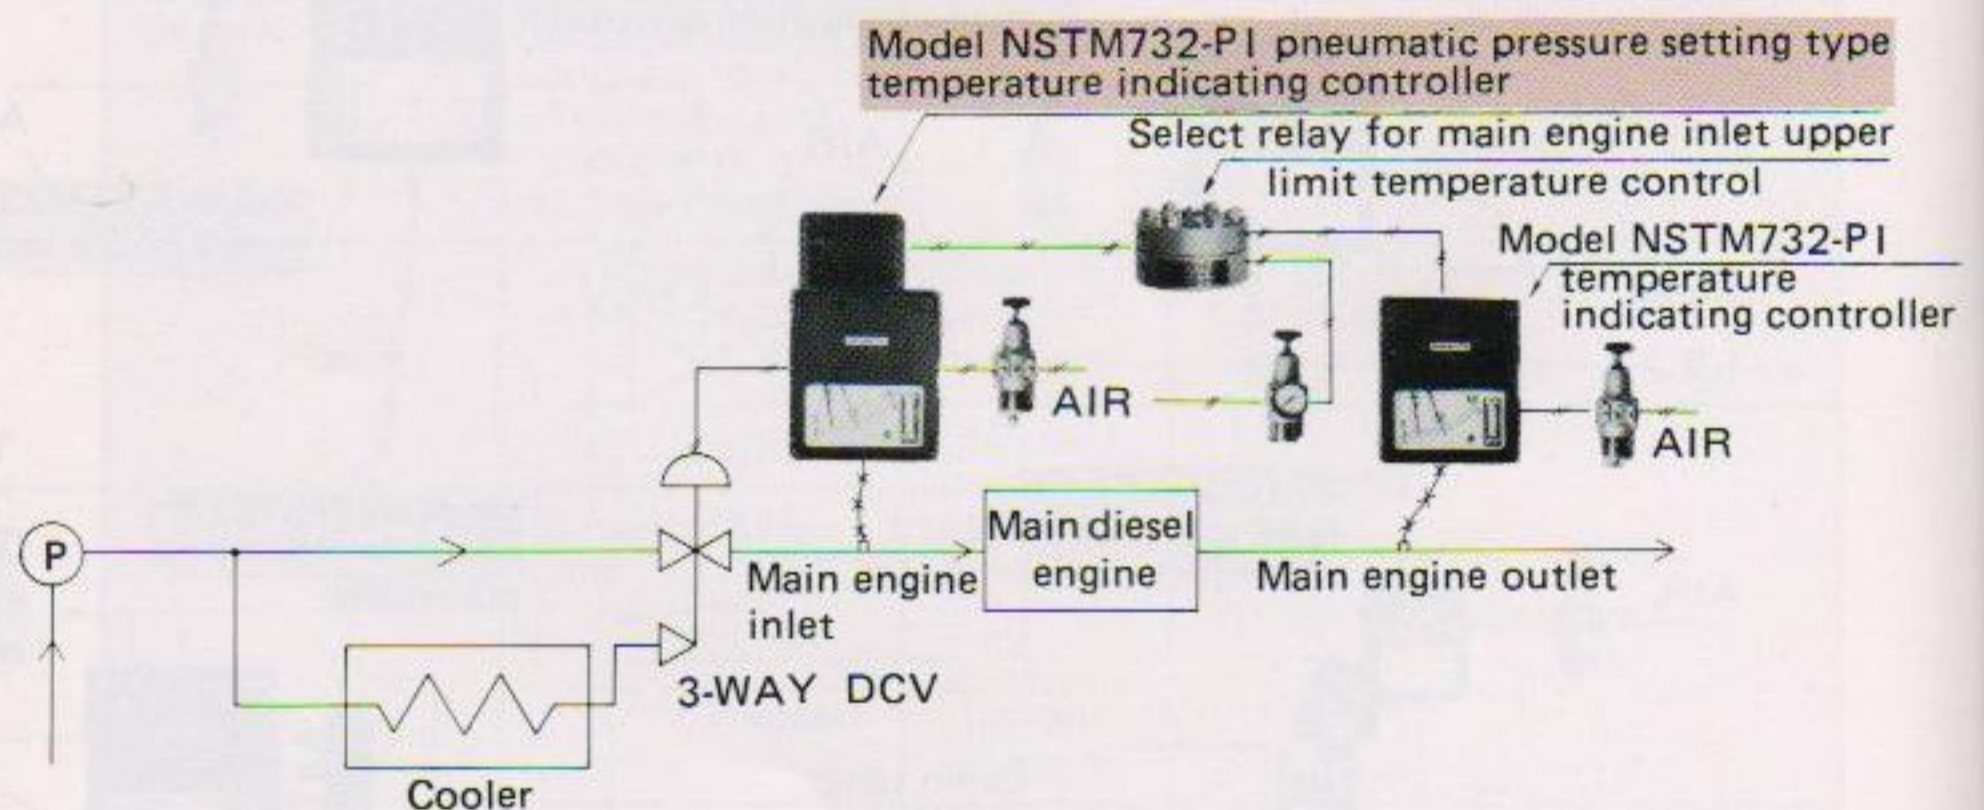 Model NSTM732-PI pneumatic pressure setting type
temperature indicating controller
Select relay for main engine inlet upper
limit temperature control
Model NSTM732-PI
temperature
indicating controller
AIR
AIR
P
Main diesel
engine
Main engine
inlet
Main engine outlet
3-WAY DCV
Cooler